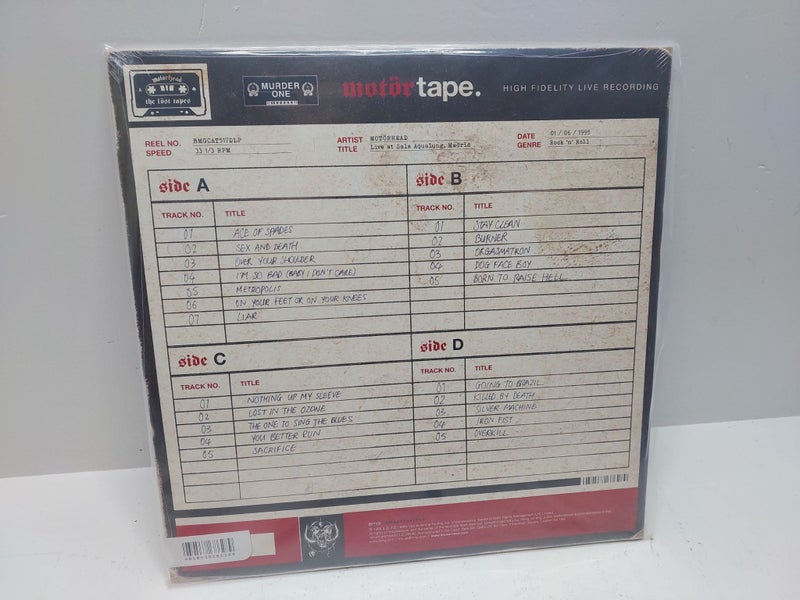 motörhead
the löst tapes
MURDER ONE
motörtape.
HIGH FIDELITY LIVE RECORDING
REEL NO. BMGCAT517DLP
SPEED 33 1/3 RPM
ARTIST MOTÖRHEAD
TITLE Live at Sala Aqualung, Madrid
DATE 01 / 06 / 1995
GENRE Rock 'n' Roll
side A
TRACK NO. TITLE
01 ACE OF SPADES
02 SEX AND DEATH
03 OVER YOUR SHOULDER
04 I'M SO BAD (BABY I DON'T CARE)
05 METROPOLIS
06 ON YOUR FEET OR ON YOUR KNEES
07 LIAR
side B
TRACK NO. TITLE
01 STAY CLEAN
02 BURNER
03 ORGASMATRON
04 DOG FACE BOY
05 BORN TO RAISE HELL
side C
TRACK NO. TITLE
01 NOTHING UP MY SLEEVE
02 LOST IN THE OZONE
03 THE ONE TO SING THE BLUES
04 YOU BETTER RUN
05 SACRIFICE
side D
TRACK NO. TITLE
01 GOING TO BRAZIL
02 KILLED BY DEATH
03 SILVER MACHINE
04 IRON FIST
05 OVERKILL